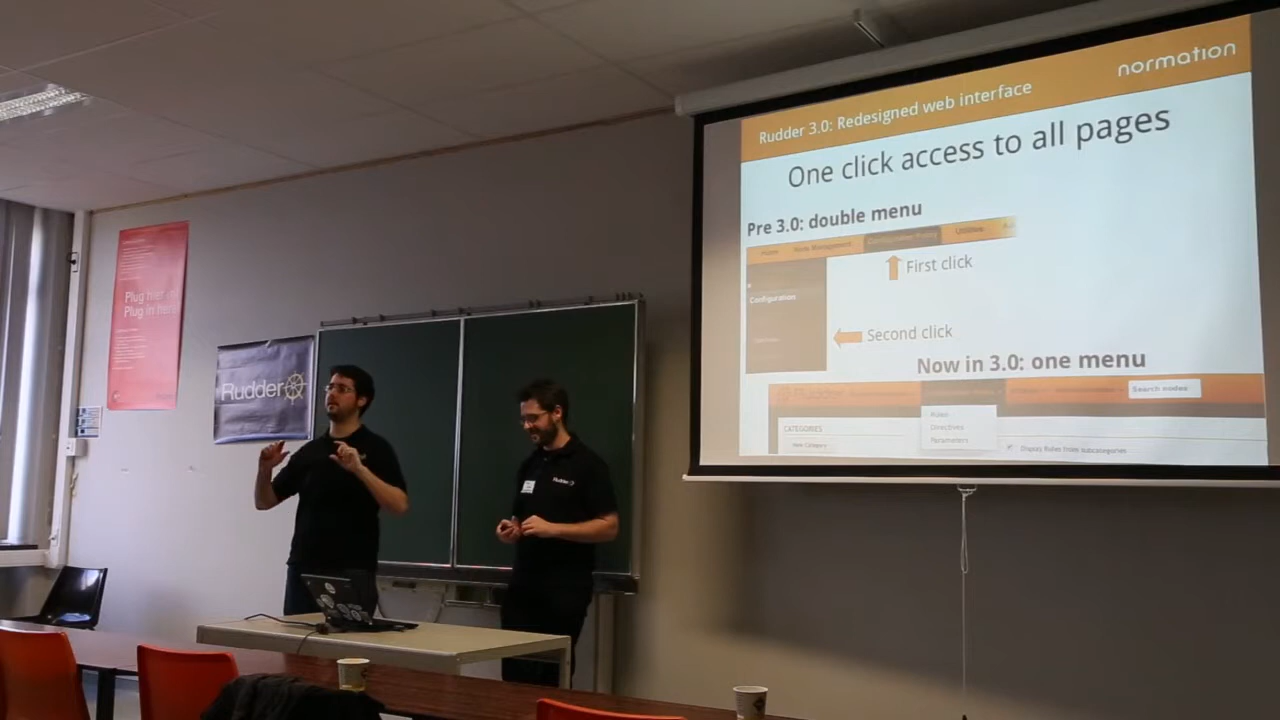 normation
Rudder 3.0: Redesigned web interface
One click access to all pages
Pre 3.0: double menu
Utilities
First click
Configuration
Second click
Now in 3.0: one menu
Search nodes
CATEGORIES
Rules
Directives
Parameters
Display Rules from subcategories
Plug in here
Rudder
Rudder